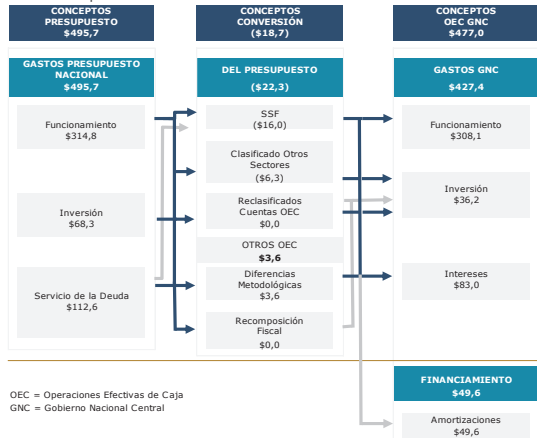 CONCEPTOS
PRESUPUESTO
$495,7
GASTOS PRESUPUESTO
NACIONAL
$495,7
Funcionamiento
$314,8
Inversión
$68,3
Servicio de la Deuda
$112,6
CONCEPTOS
CONVERSIÓN
($18,7)
DEL PRESUPUESTO
($22,3)
SSF
($16,0)
Clasificado Otros
Sectores
($6,3)
Reclasificados
Cuentas OEC
$0,0
OTROS OEC
$3,6
Diferencias
Metodológicas
$3,6
Recomposición
Fiscal
$0,0
CONCEPTOS
OEC GNC
$477,0
GASTOS GNC
$427,4
Funcionamiento
$308,1
Inversión
$36,2
Intereses
$83,0
FINANCIAMIENTO
$49,6
Amortizaciones
$49,6
OEC = Operaciones Efectivas de Caja
GNC = Gobierno Nacional Central